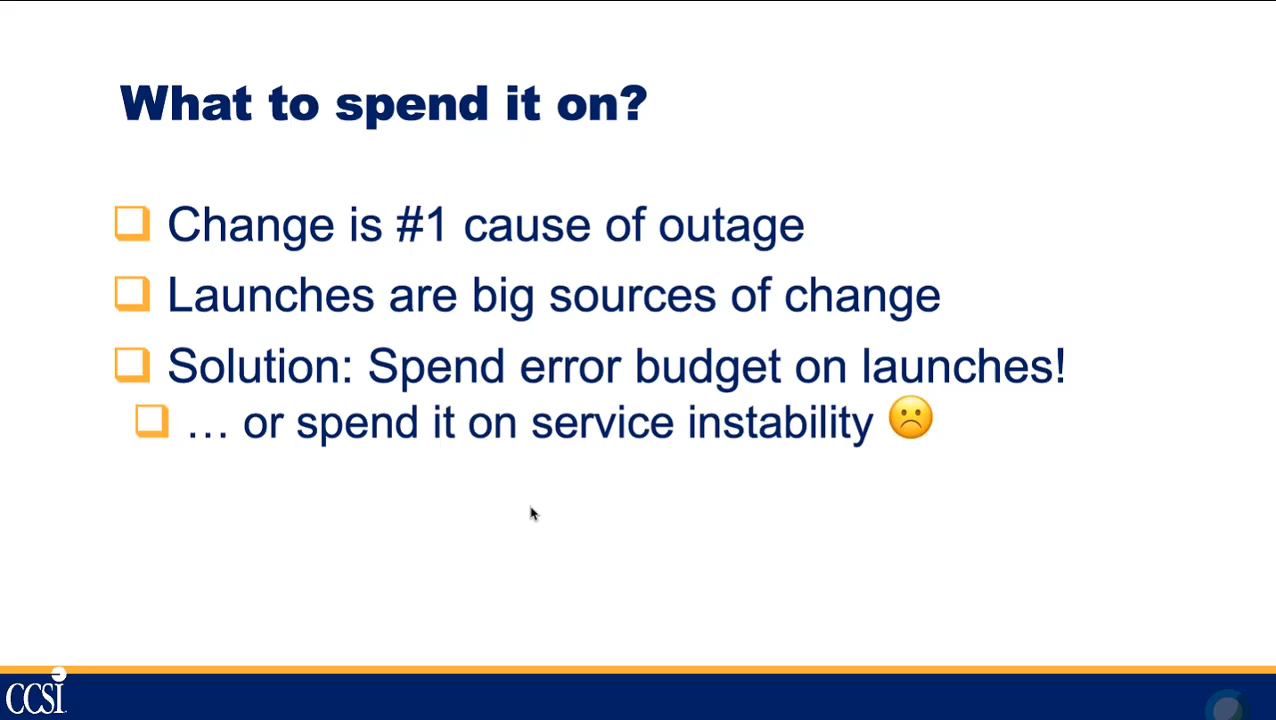 What to spend it on?
Change is #1 cause of outage
Launches are big sources of change
Solution: Spend error budget on launches!
… or spend it on service instability ☹️
CCSI